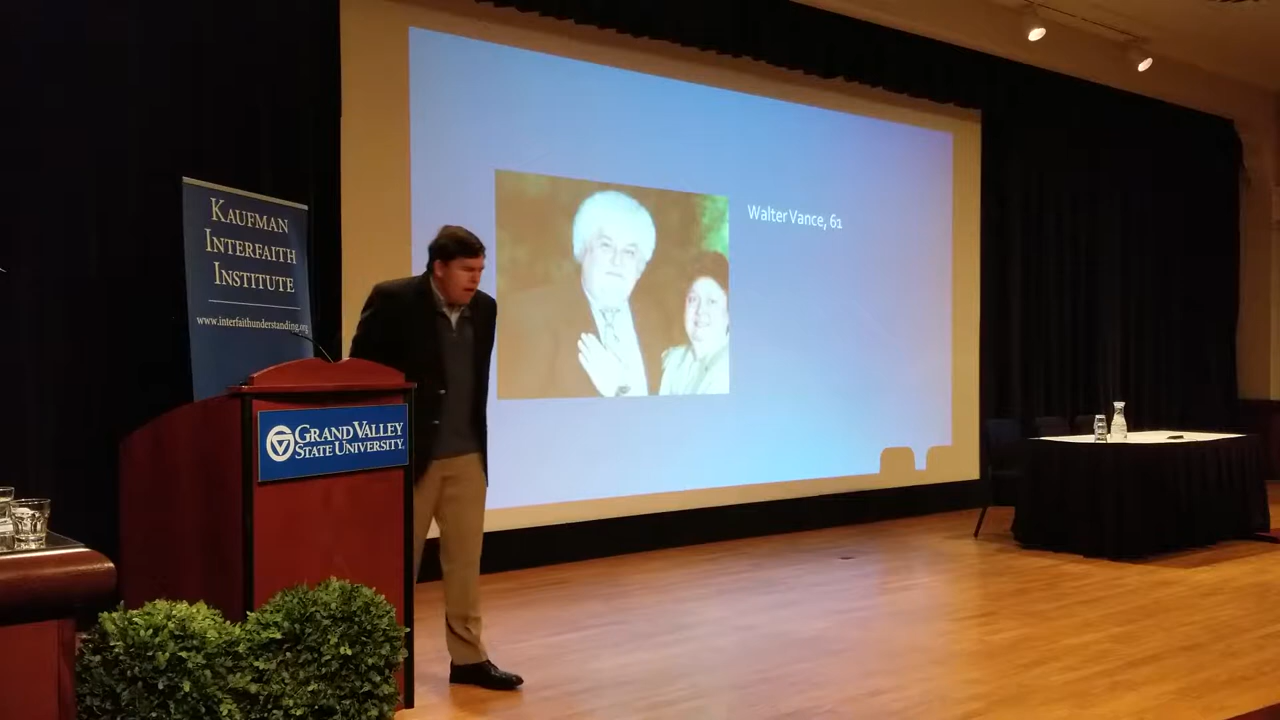 KAUFMAN
INTERFAITH
INSTITUTE
www.interfaithunderstanding.org
GRAND VALLEY
STATE UNIVERSITY.
Walter Vance, 61